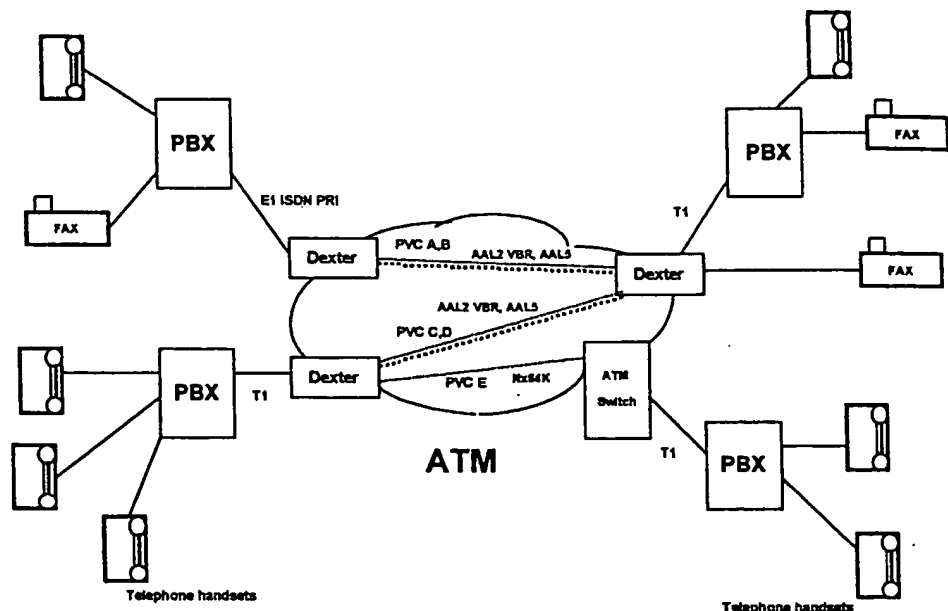 PBX
PBX
FAX
E1 ISDN PRI
T1
FAX
PVC A,B
Dexter
AAL2 VBR, AAL5
Dexter
FAX
AAL2 VBR, AAL5
PVC C,D
PBX
T1
Dexter
PVC E
Nx64K
ATM
Switch
ATM
T1
PBX
Telephone handsets
Telephone handsets